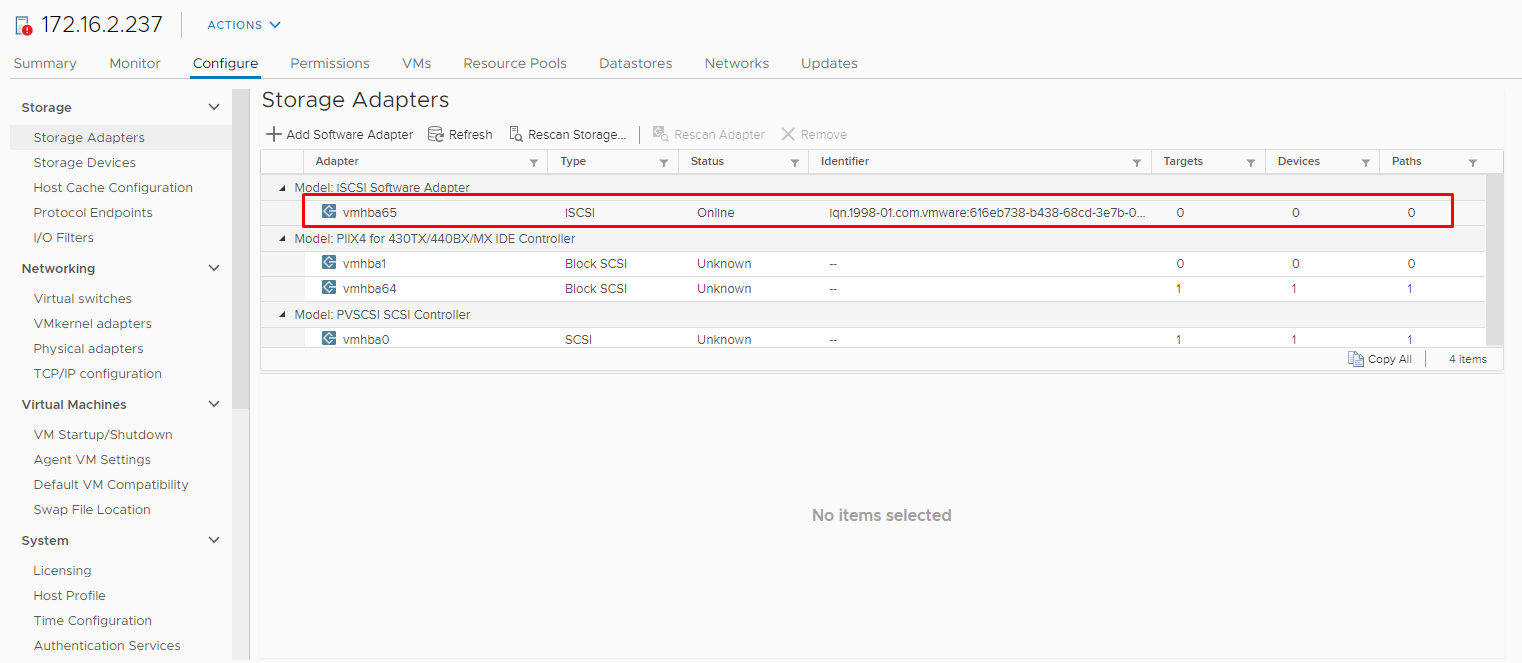 172.16.2.237 ACTIONS
Summary Monitor Configure Permissions VMs Resource Pools Datastores Networks Updates
Storage
Storage Adapters
Storage Devices
Host Cache Configuration
Protocol Endpoints
I/O Filters
Networking
Virtual switches
VMkernel adapters
Physical adapters
TCP/IP configuration
Virtual Machines
VM Startup/Shutdown
Agent VM Settings
Default VM Compatibility
Swap File Location
System
Licensing
Host Profile
Time Configuration
Authentication Services
Storage Adapters
Add Software Adapter Refresh Rescan Storage... Rescan Adapter Remove
Adapter Type Status Identifier Targets Devices Paths
Model: iSCSI Software Adapter
vmhba65 iSCSI Online iqn.1998-01.com.vmware:616eb738-b438-68cd-3e7b-0... 0 0 0
Model: PIIX4 for 430TX/440BX/MX IDE Controller
vmhba1 Block SCSI Unknown -- 0 0 0
vmhba64 Block SCSI Unknown -- 1 1 1
Model: PVSCSI SCSI Controller
vmhba0 SCSI Unknown -- 1 1 1
Copy All 4 items
No items selected